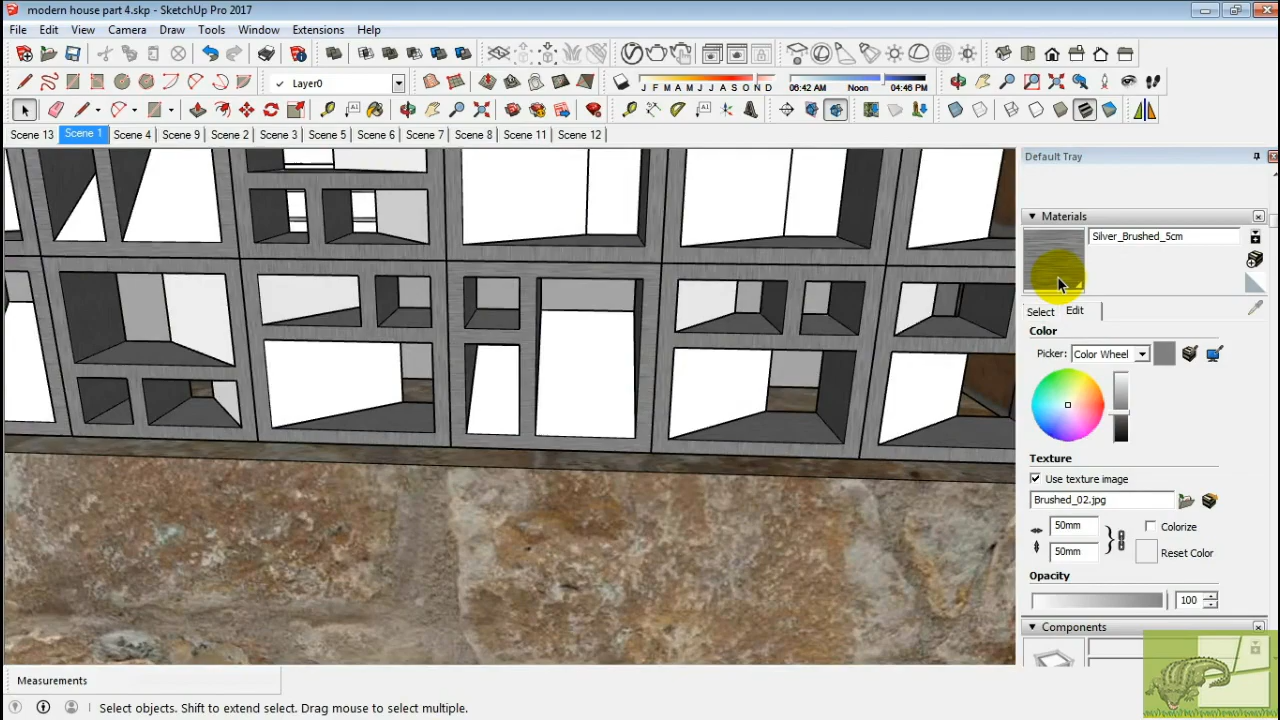 modern house part 4.skp - SketchUp Pro 2017
File Edit View Camera Draw Tools Window Extensions Help
Layer0
J F M A M J J A S O N D
06:42 AM Noon 04:46 PM
Scene 13 Scene 1 Scene 4 Scene 9 Scene 2 Scene 3 Scene 5 Scene 6 Scene 7 Scene 8 Scene 11 Scene 12
Default Tray
Materials
Silver_Brushed_5cm
Select Edit
Color
Picker: Color Wheel
Texture
Use texture image
Brushed_02.jpg
50mm Colorize
50mm Reset Color
Opacity
100
Components
Measurements
Select objects. Shift to extend select. Drag mouse to select multiple.